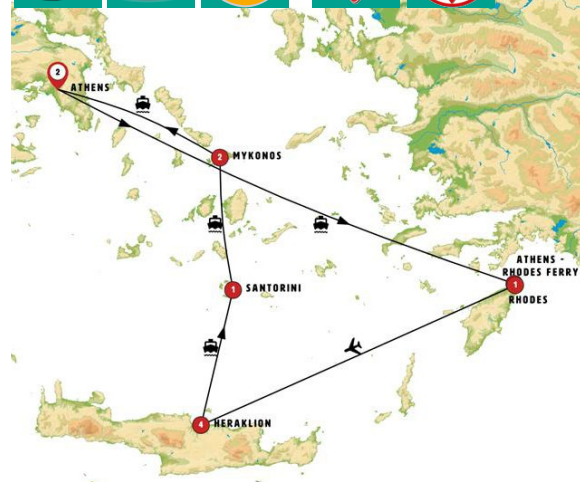 2
ATHENS
2
MYKONOS
ATHENS -
RHODES FERRY
1
RHODES
1
SANTORINI
4
HERAKLION